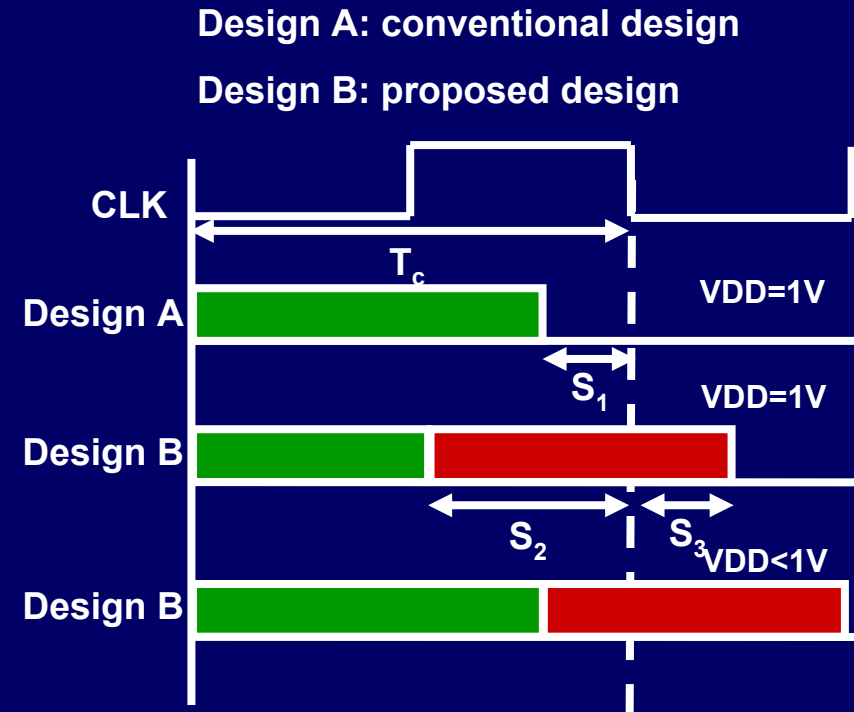 Design A: conventional design
Design B: proposed design
CLK
Tc
VDD=1V
Design A
S1
VDD=1V
Design B
S2
S3
VDD<1V
Design B